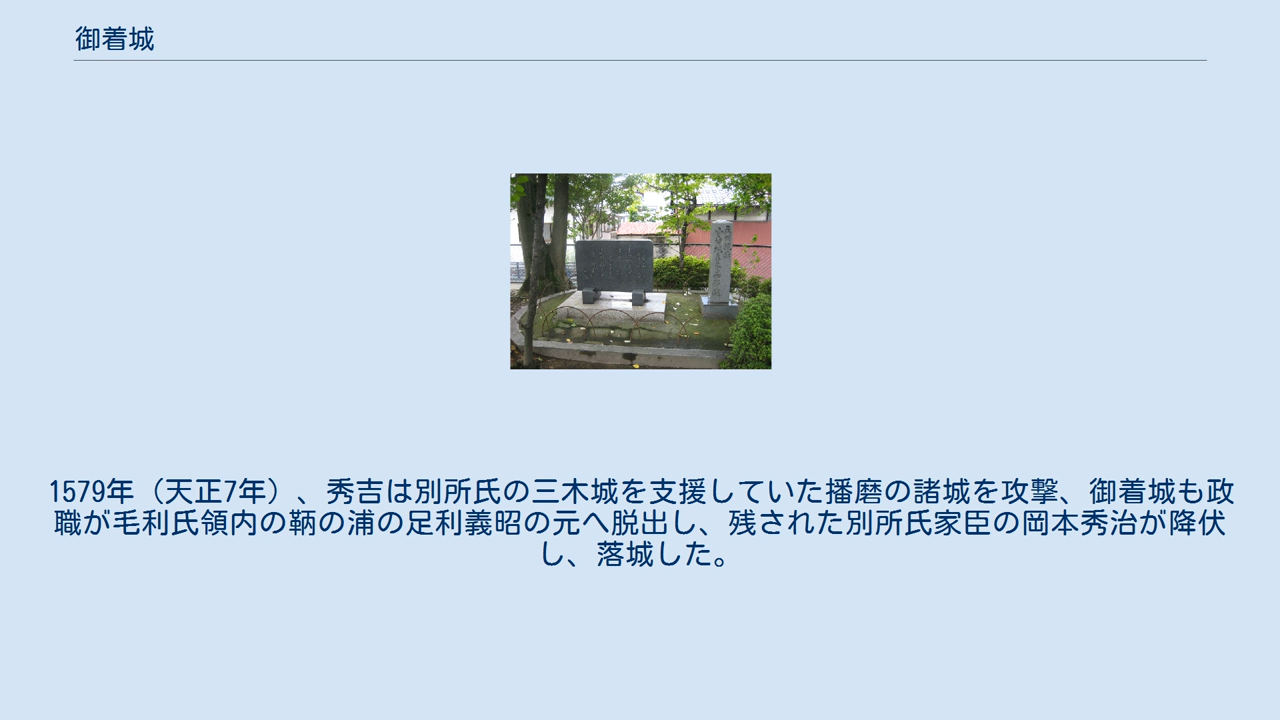 御着城
1579年（天正7年）、秀吉は別所氏の三木城を支援していた播磨の諸城を攻撃、御着城も政
職が毛利氏領内の鞆の浦の足利義昭の元へ脱出し、残された別所氏家臣の岡本秀治が降伏
し、落城した。